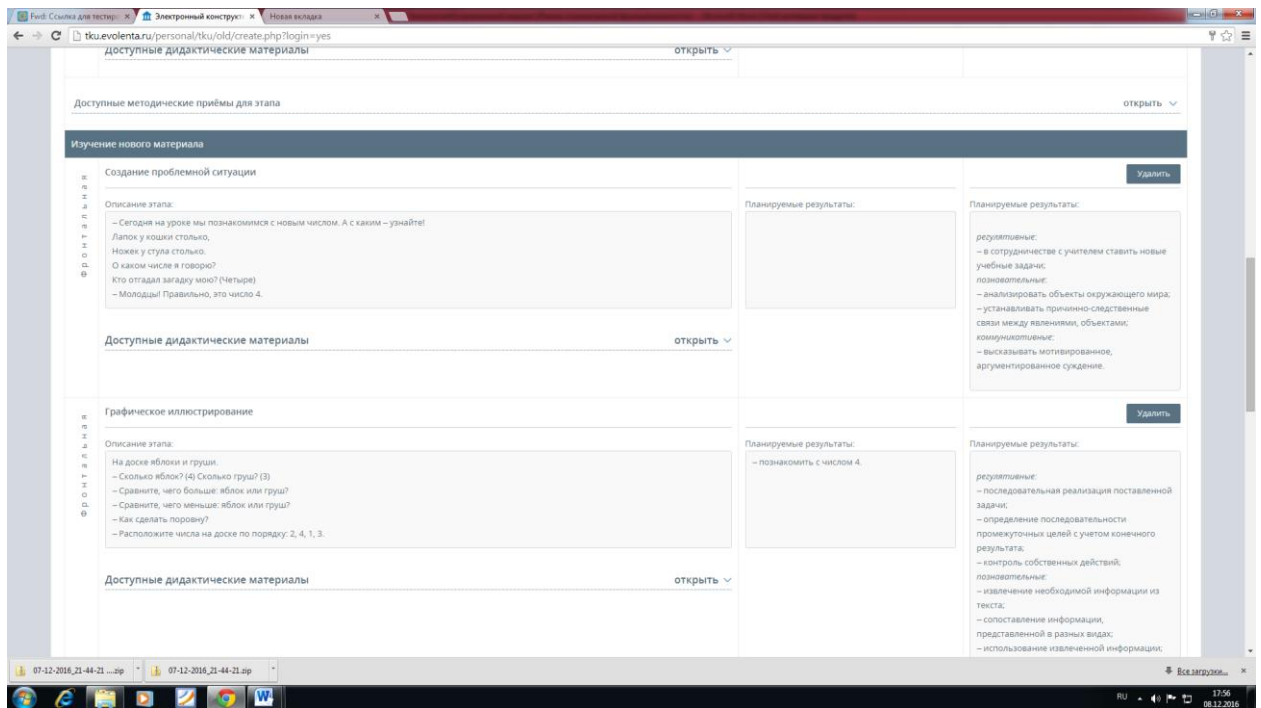 Fwd: Ссылка для тестир
Электронный конструкт
Новая вкладка
tku.evolenta.ru/personal/tku/old/create.php?login=yes
Доступные дидактические материалы
открыть
Доступные методические приёмы для этапа
открыть
Изучение нового материала
Фронтальная
Создание проблемной ситуации
Удалить
Описание этапа:
– Сегодня на уроке мы познакомимся с новым числом. А с каким – узнайте!
Лапок у кошки столько,
Ножек у стула столько.
О каком числе я говорю?
Кто отгадал загадку мою? (Четыре)
– Молодцы! Правильно, это число 4.
Планируемые результаты:
Планируемые результаты:
регулятивные:
– в сотрудничестве с учителем ставить новые
учебные задачи;
познавательные:
– анализировать объекты окружающего мира;
– устанавливать причинно-следственные
связи между явлениями, объектами;
коммуникативные:
– высказывать мотивированное,
аргументированное суждение.
Доступные дидактические материалы
открыть
Фронтальная
Графическое иллюстрирование
Удалить
Описание этапа:
На доске яблоки и груши.
– Сколько яблок? (4) Сколько груш? (3)
– Сравните, чего больше: яблок или груш?
– Сравните, чего меньше: яблок или груш?
– Как сделать поровну?
– Расположите числа на доске по порядку: 2, 4, 1, 3.
Планируемые результаты:
– познакомить с числом 4.
Планируемые результаты:
регулятивные:
– последовательная реализация поставленной
задачи;
– определение последовательности
промежуточных целей с учетом конечного
результата;
– контроль собственных действий;
познавательные:
– извлечение необходимой информации из
текста;
– сопоставление информации,
представленной в разных видах;
– использование извлеченной информации;
Доступные дидактические материалы
открыть
07-12-2016_21-44-21 ....zip
07-12-2016_21-44-21.zip
Все загрузки...
RU
17:56
08.12.2016